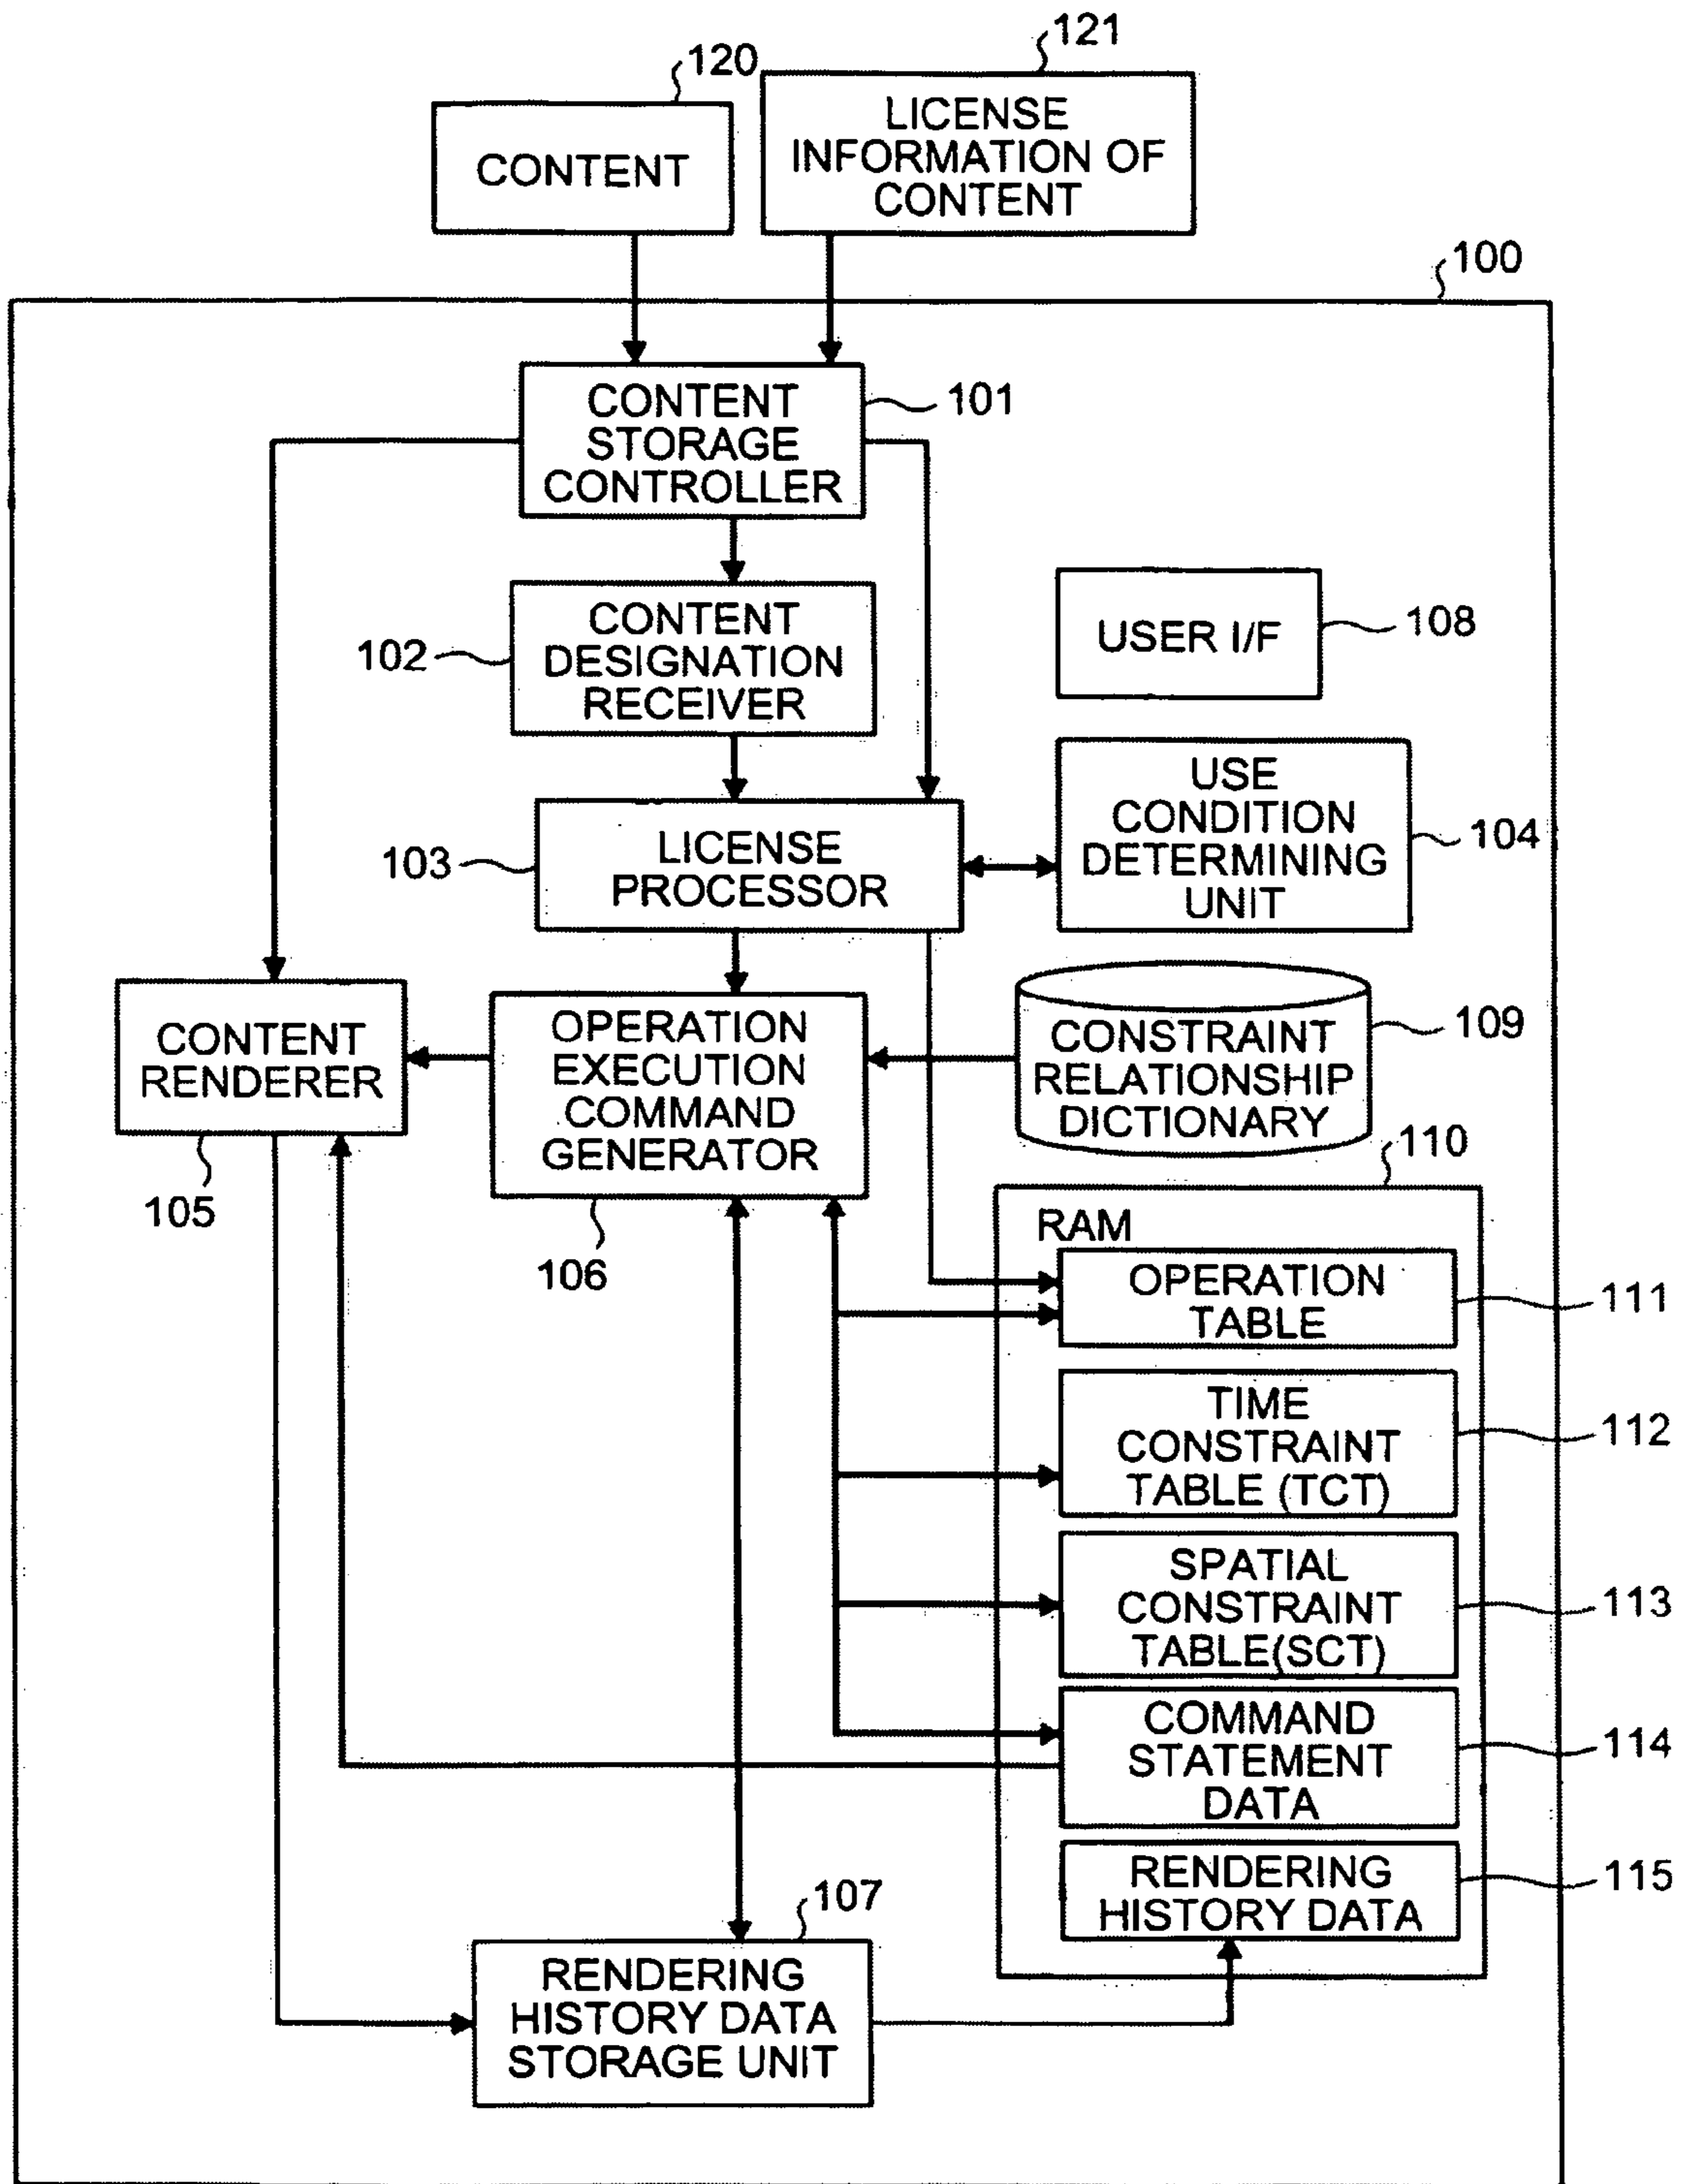 121
120
LICENSE
INFORMATION OF
CONTENT
CONTENT
100
CONTENT
STORAGE
CONTROLLER
101
CONTENT
DESIGNATION
RECEIVER
102
USER I/F
108
USE
CONDITION
DETERMINING
UNIT
104
LICENSE
PROCESSOR
103
CONTENT
RENDERER
105
OPERATION
EXECUTION
COMMAND
GENERATOR
106
CONSTRAINT
RELATIONSHIP
DICTIONARY
109
110
RAM
OPERATION
TABLE
111
TIME
CONSTRAINT
TABLE (TCT)
112
SPATIAL
CONSTRAINT
TABLE(SCT)
113
COMMAND
STATEMENT
DATA
114
RENDERING
HISTORY DATA
115
107
RENDERING
HISTORY DATA
STORAGE UNIT